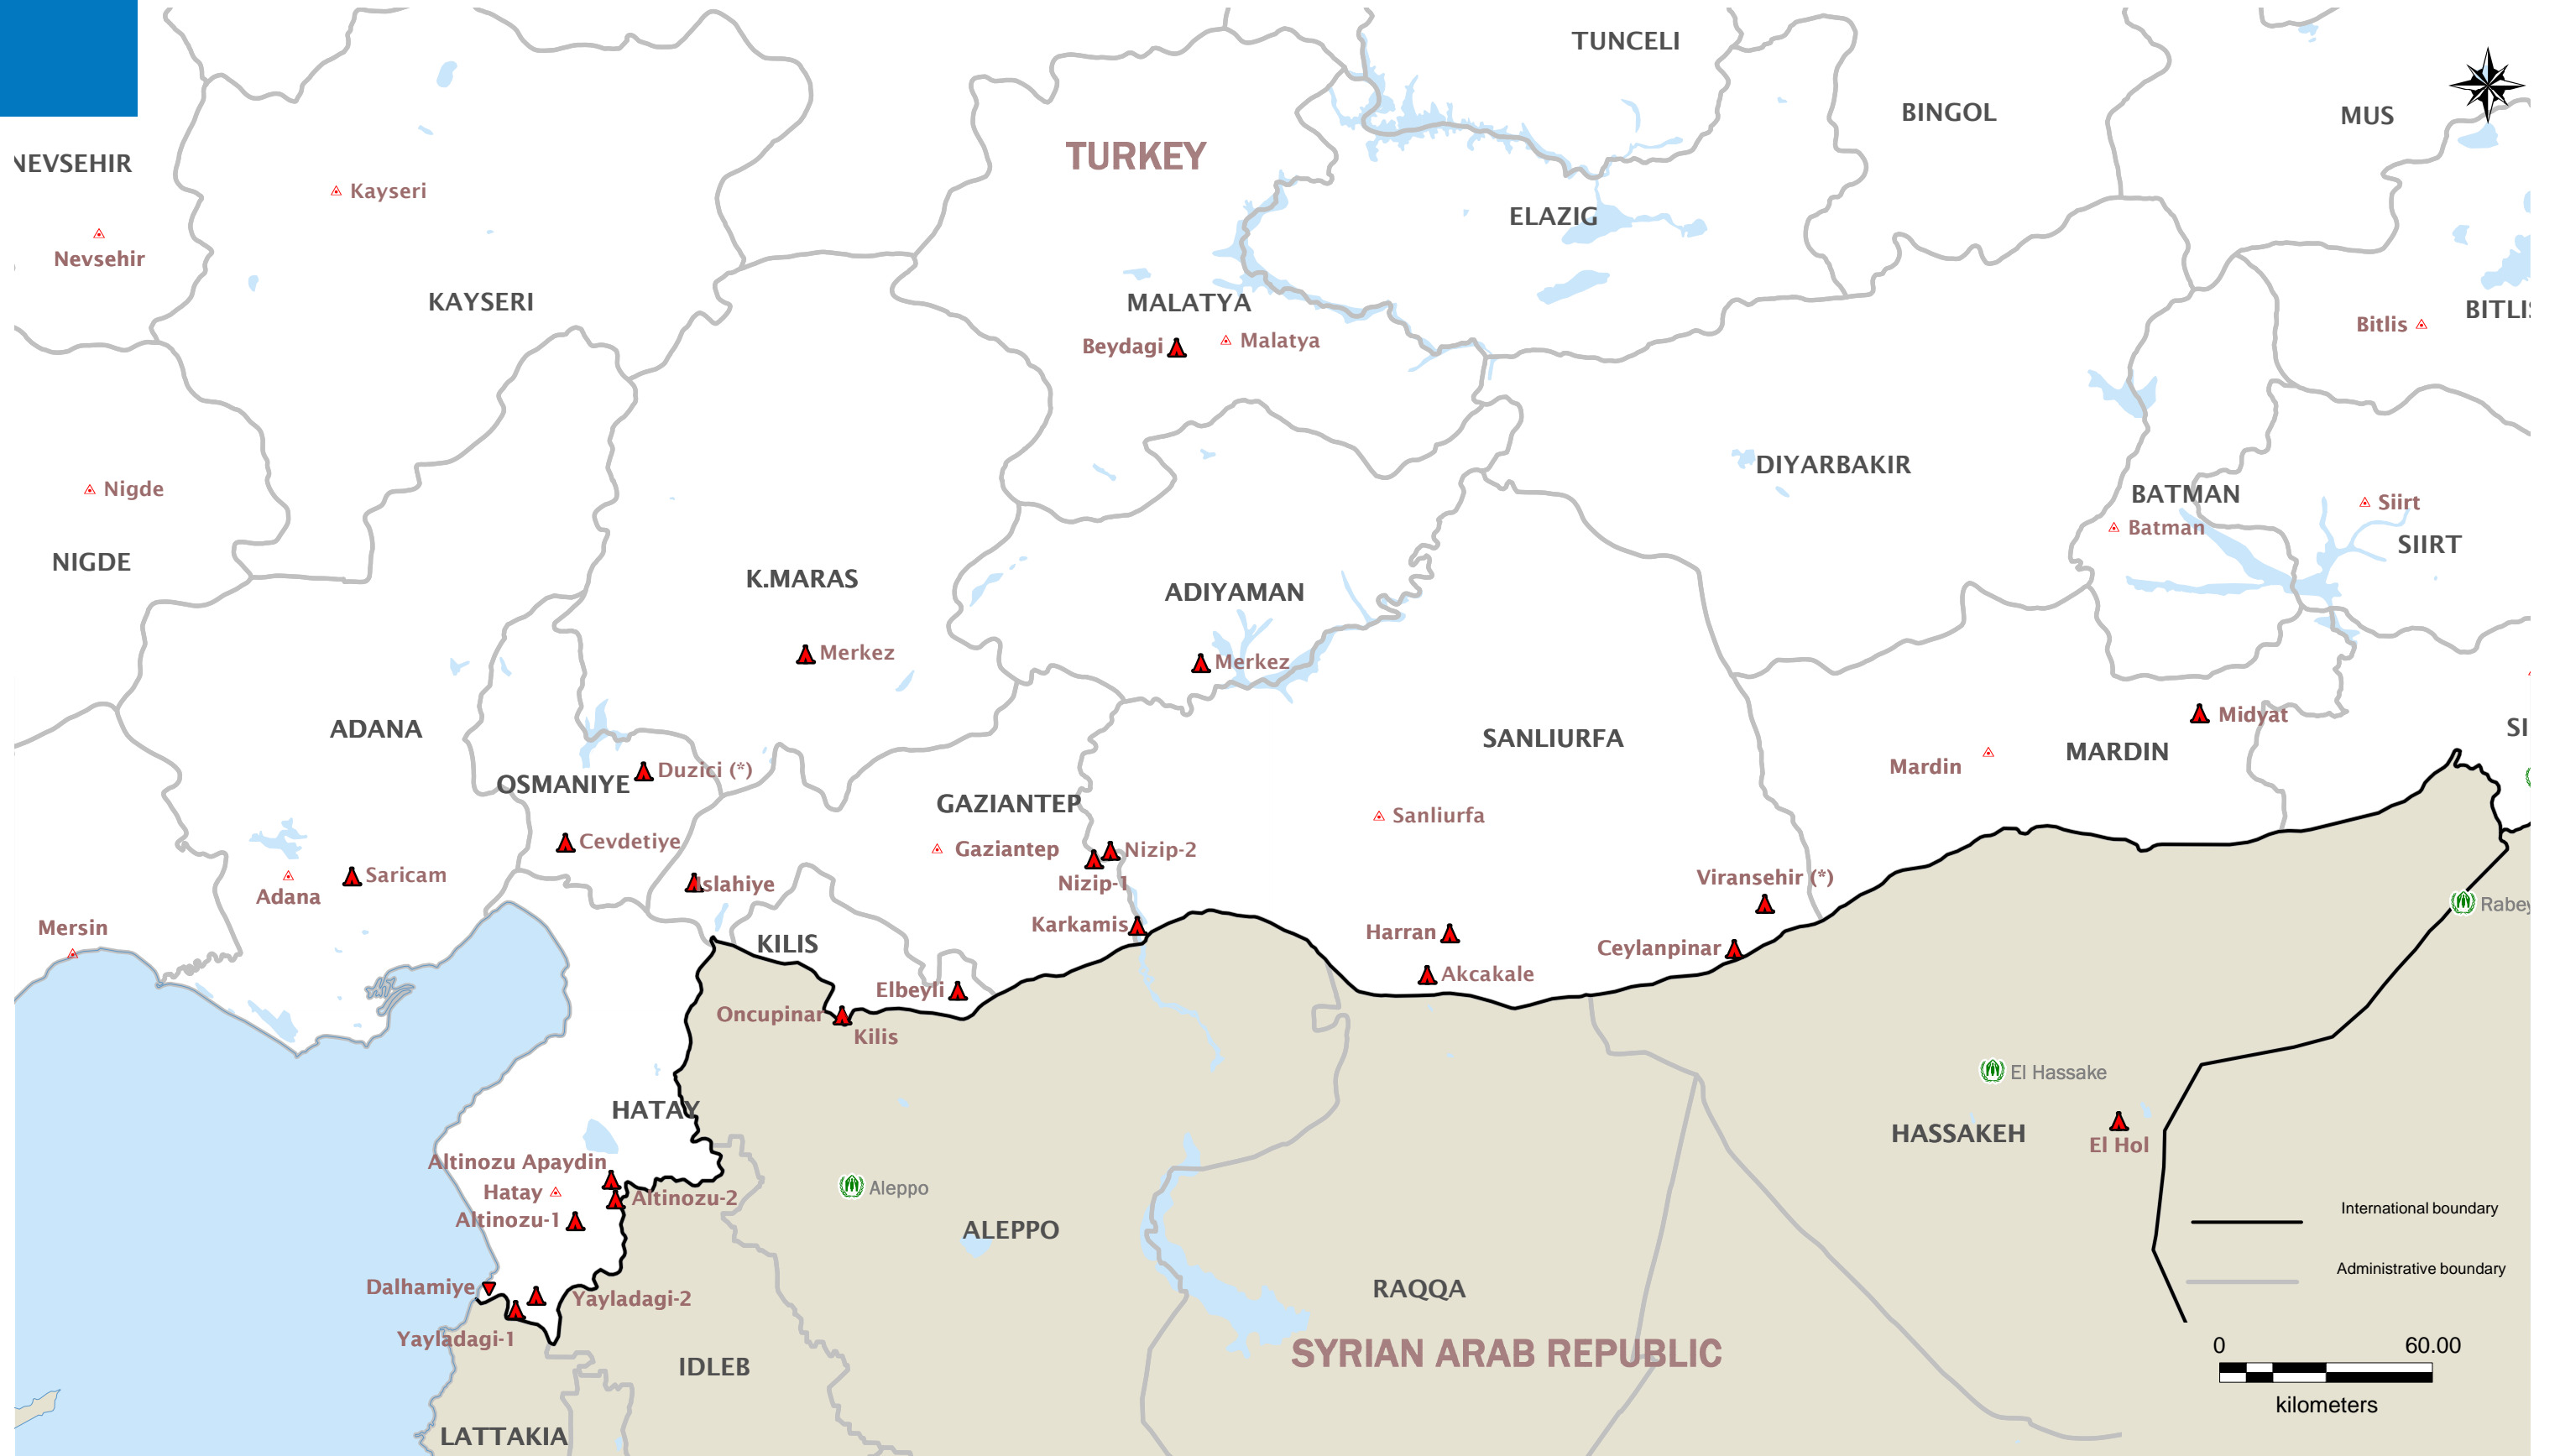 TUNCELI
BINGOL
MUS
TURKEY
NEVSEHIR
Kayseri
ELAZIG
Nevsehir
KAYSERI
MALATYA
BITLIS
Bitlis
Beydagi
Malatya
DIYARBAKIR
Nigde
BATMAN
Siirt
Batman
SIIRT
NIGDE
K.MARAS
ADIYAMAN
Merkez
Merkez
Midyat
ADANA
SI
SANLIURFA
MARDIN
Mardin
Duzici (*)
OSMANIYE
GAZIANTEP
Sanliurfa
Cevdetiye
Gaziantep
Nizip-2
Saricam
Islahiye
Nizip-1
Viransehir (*)
Adana
Rabey
Mersin
Karkamis
Harran
KILIS
Ceylanpinar
Akcakale
Elbeyli
Oncupinar
Kilis
El Hassake
HATAY
HASSAKEH
El Hol
Altinozu Apaydin
Aleppo
Hatay
Altinozu-2
Altinozu-1
International boundary
ALEPPO
Administrative boundary
Dalhamiye
RAQQA
Yayladagi-2
Yayladagi-1
SYRIAN ARAB REPUBLIC
0 60.00
IDLEB
kilometers
LATTAKIA